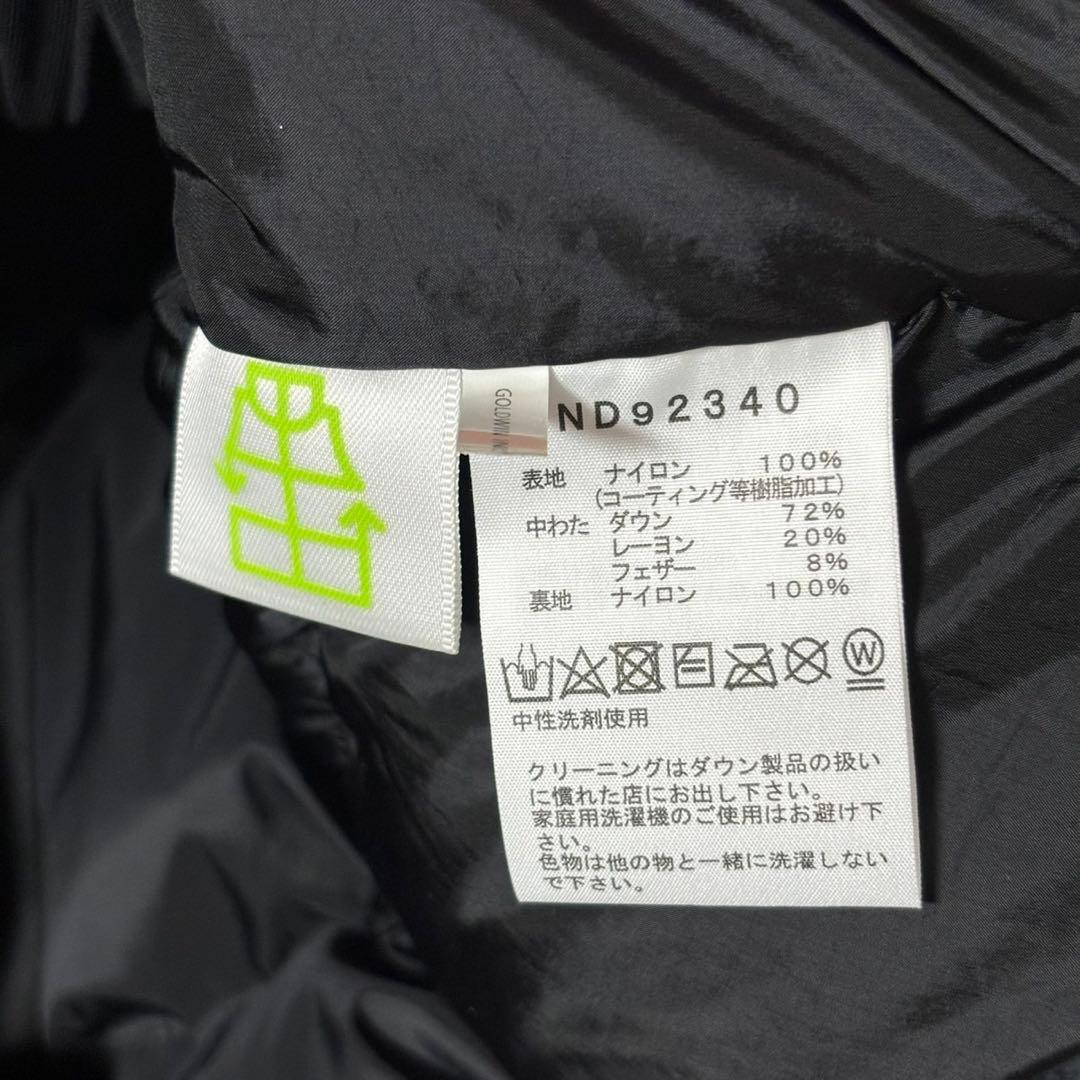 GOLDWIN IN
ND92340
表地 ナイロン 100%
(コーティング等樹脂加工)
中わた ダウン 72%
レーヨン 20%
フェザー 8%
裏地 ナイロン 100%
W
中性洗剤使用
クリーニングはダウン製品の扱い
に慣れた店にお出し下さい。
家庭用洗濯機のご使用はお避け下
さい。
色物は他の物と一緒に洗濯しない
で下さい。